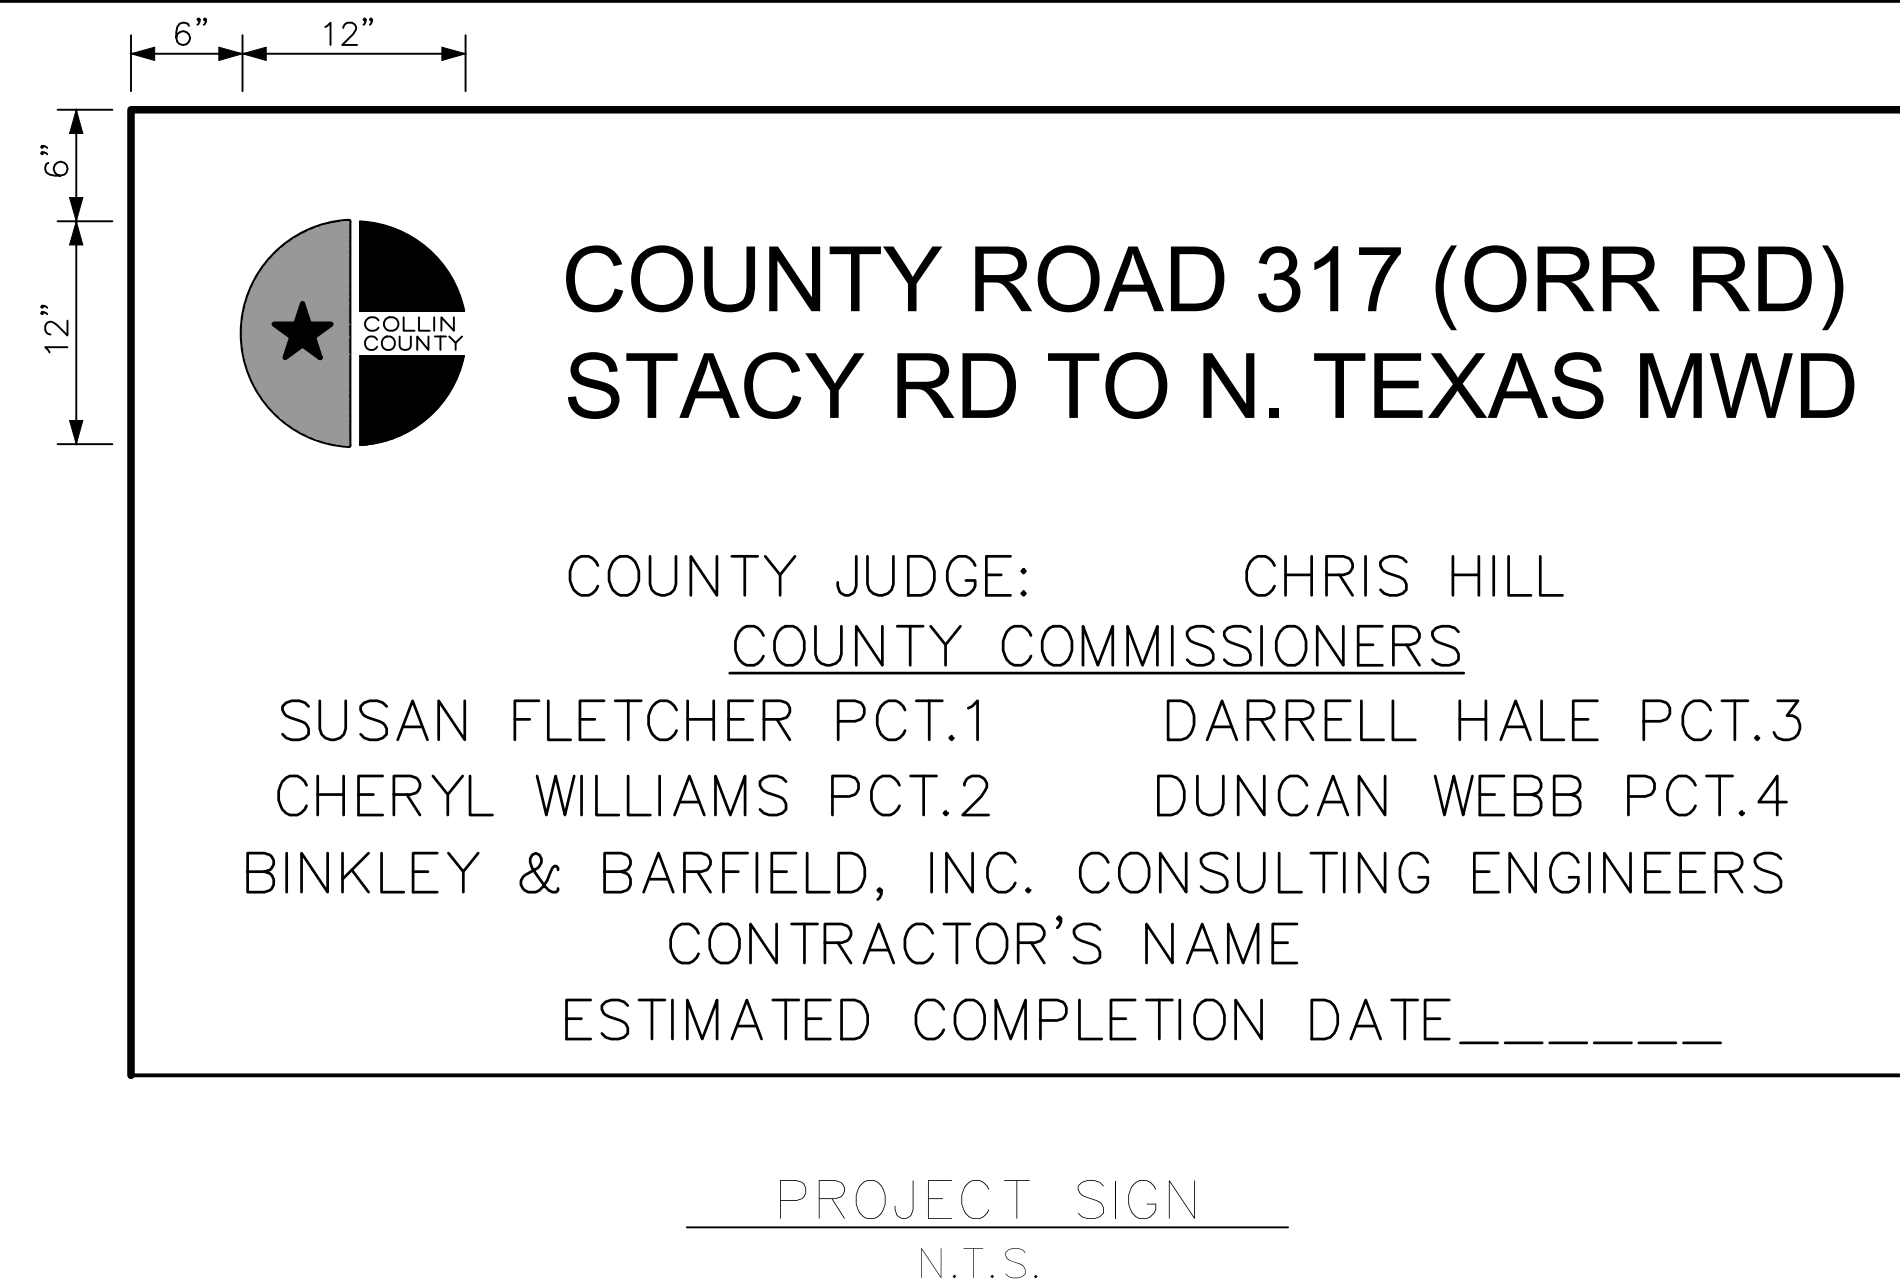 6" 12"
6"
12"
COLLIN
COUNTY
COUNTY ROAD 317 (ORR RD)
STACY RD TO N. TEXAS MWD
COUNTY JUDGE: CHRIS HILL
COUNTY COMMISSIONERS
SUSAN FLETCHER PCT.1 DARRELL HALE PCT.3
CHERYL WILLIAMS PCT.2 DUNCAN WEBB PCT.4
BINKLEY & BARFIELD, INC. CONSULTING ENGINEERS
CONTRACTOR'S NAME
ESTIMATED COMPLETION DATE______
PROJECT SIGN
N.T.S.